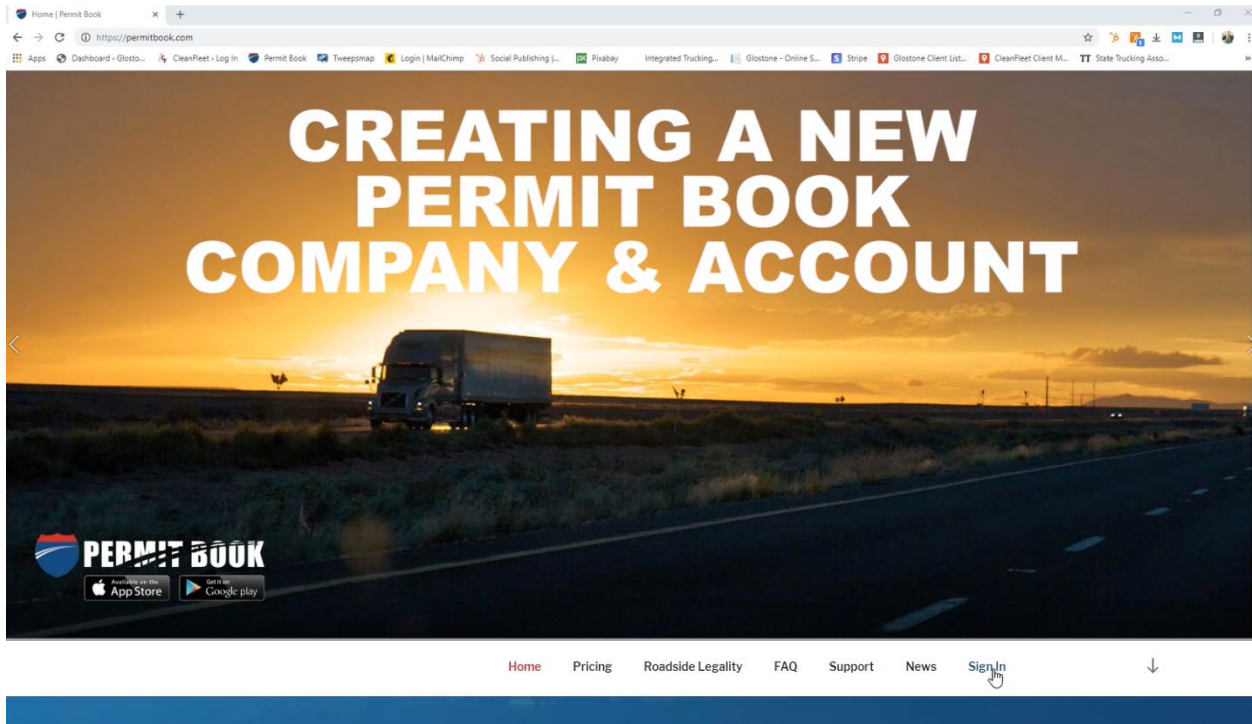 Home | Permit Book
https://permitbook.com
Apps Dashboard ‹ Glosto... CleanFleet › Log In Permit Book Tweepsmap Login | MailChimp Social Publishing |... Pixabay Integrated Trucking... Glostone - Online S... Stripe Glostone Client List... CleanFleet Client M... TT State Trucking Asso...
CREATING A NEW
PERMIT BOOK
COMPANY & ACCOUNT
PERMIT BOOK
Available on the
App Store
Get it on
Google play
Home Pricing Roadside Legality FAQ Support News Sign In